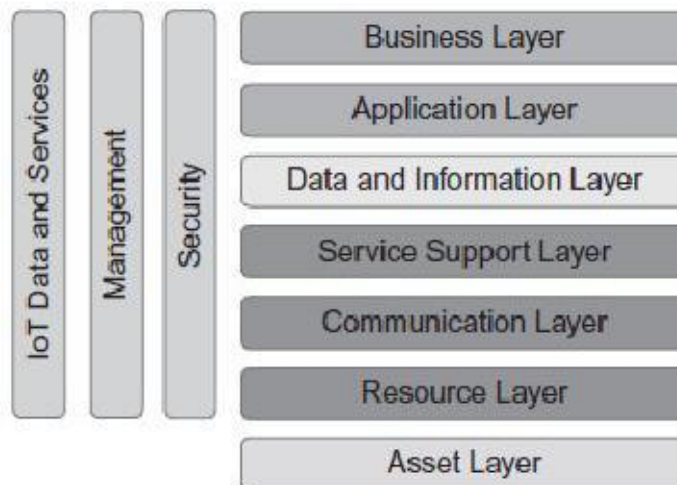 IoT Data and Services
Management
Security
Business Layer
Application Layer
Data and Information Layer
Service Support Layer
Communication Layer
Resource Layer
Asset Layer